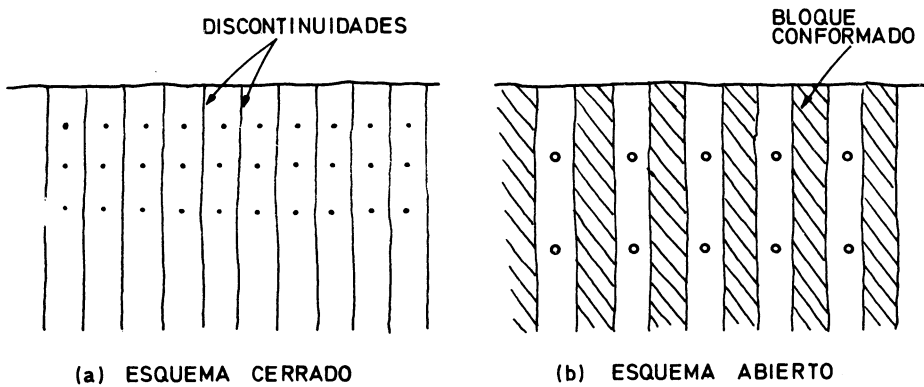 DISCONTINUIDADES
BLOQUE
CONFORMADO
(a) ESQUEMA CERRADO
(b) ESQUEMA ABIERTO